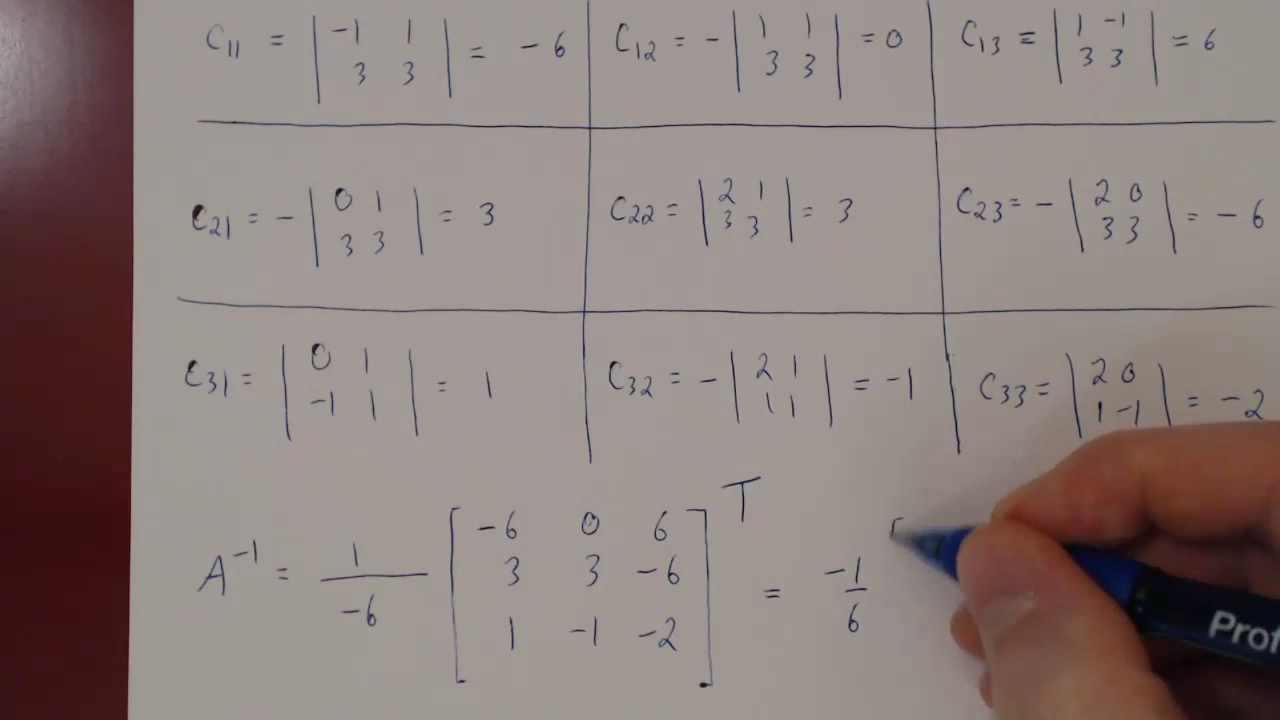 C11 = | -1 1 | = -6 C12 = - | 1 1 | = 0 C13 = | 1 -1 | = 6
3 3 3 3 3 3
C21 = - | 0 1 | = 3 C22 = | 2 1 | = 3 C23 = - | 2 0 | = -6
3 3 3 3 3 3
C31 = | 0 1 | = 1 C32 = - | 2 1 | = -1 C33 = | 2 0 | = -2
-1 1 1 1 1 -1
A^-1 = 1/-6 [ -6 0 6 ]^T = -1/6 [
3 3 -6
1 -1 -2
Prof